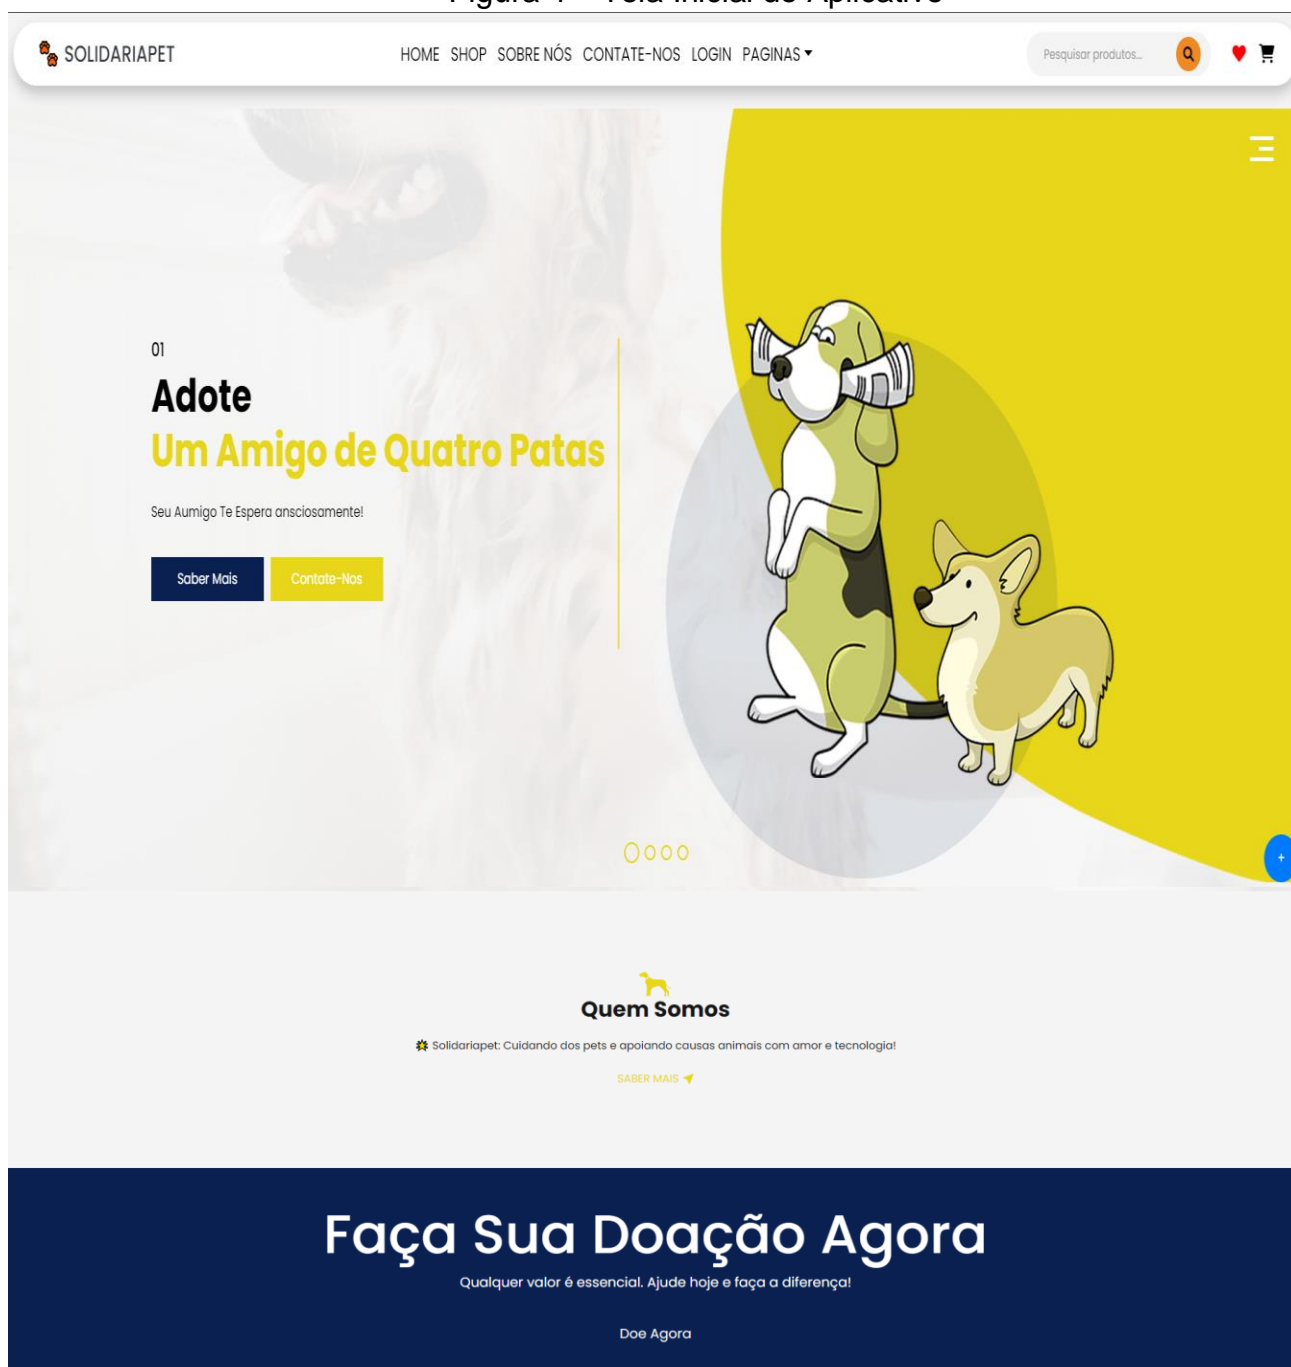 Figura 4 – Tela Inicial do Aplicativo
SOLIDARIAPET
HOME SHOP SOBRE NÓS CONTATE-NOS LOGIN PAGINAS
Pesquisar produtos...
01
Adote
Um Amigo de Quatro Patas
Seu Aumigo Te Espera ansciosamente!
Saber Mais
Contate-Nos
+
Quem Somos
Solidariapet: Cuidando dos pets e apoiando causas animais com amor e tecnologia!
SABER MAIS
Faça Sua Doação Agora
Qualquer valor é essencial. Ajude hoje e faça a diferença!
Doe Agora